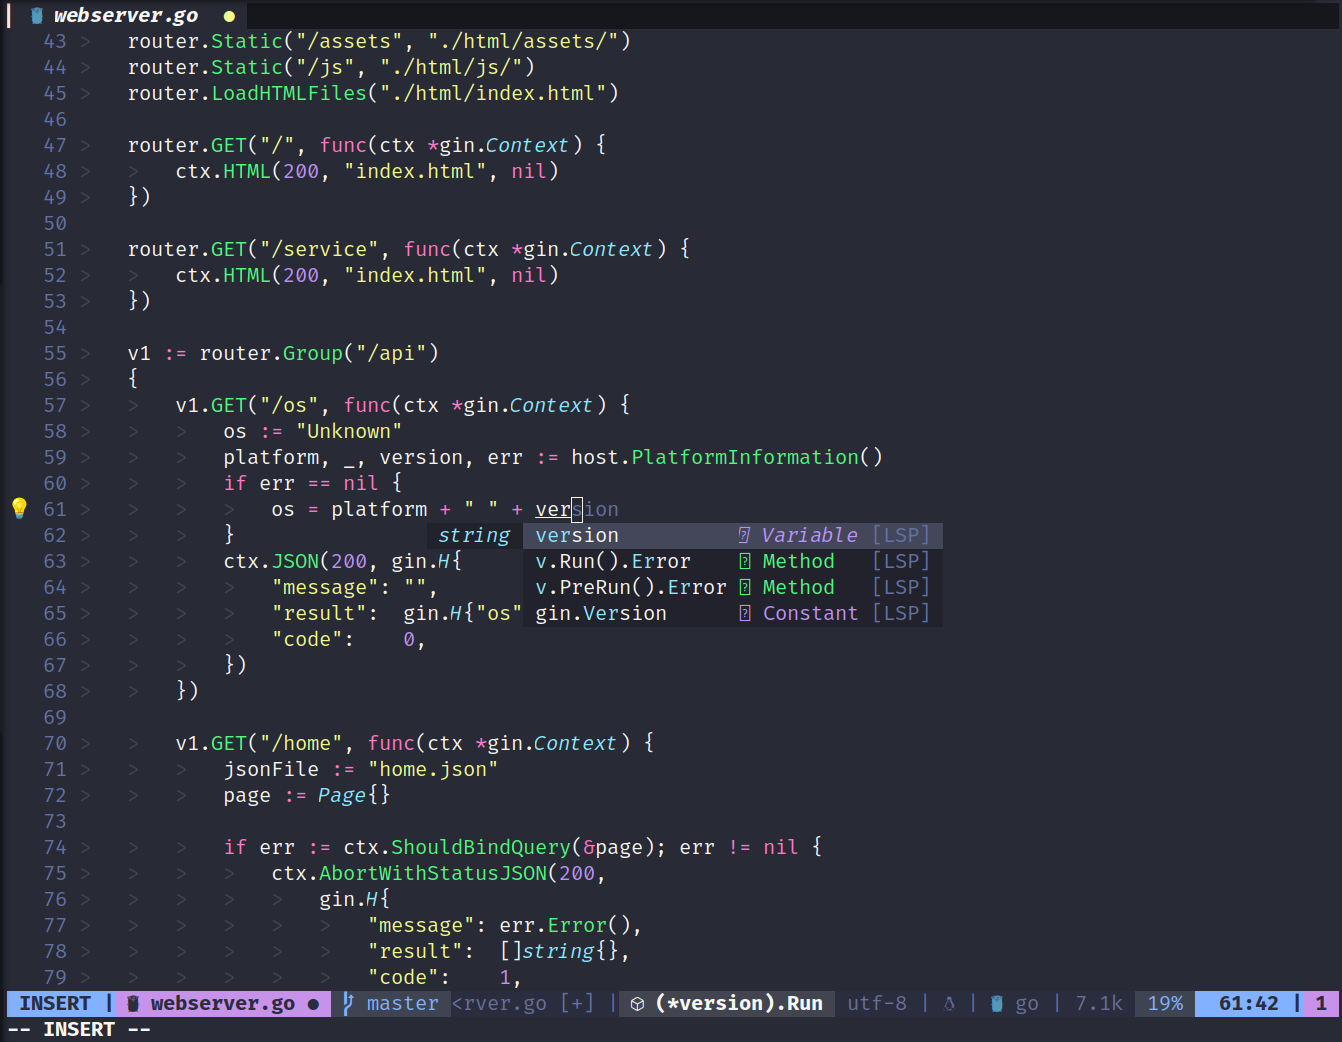 webserver.go ●
43 > router.Static("/assets", "./html/assets/")
44 > router.Static("/js", "./html/js/")
45 > router.LoadHTMLFiles("./html/index.html")
46
47 > router.GET("/", func(ctx *gin.Context) {
48 > > ctx.HTML(200, "index.html", nil)
49 > })
50
51 > router.GET("/service", func(ctx *gin.Context) {
52 > > ctx.HTML(200, "index.html", nil)
53 > })
54
55 > v1 := router.Group("/api")
56 > {
57 > > v1.GET("/os", func(ctx *gin.Context) {
58 > > > os := "Unknown"
59 > > > platform, _, version, err := host.PlatformInformation()
60 > > > if err == nil {
61 > > > > os = platform + " " + version
62 > > > } string version Variable [LSP]
63 > > > ctx.JSON(200, gin.H{ v.Run().Error Method [LSP]
64 > > > > "message": "", v.PreRun().Error Method [LSP]
65 > > > > "result": gin.H{"os" gin.Version Constant [LSP]
66 > > > > "code": 0,
67 > > > })
68 > > })
69
70 > > v1.GET("/home", func(ctx *gin.Context) {
71 > > > jsonFile := "home.json"
72 > > > page := Page{}
73
74 > > > if err := ctx.ShouldBindQuery(&page); err != nil {
75 > > > > ctx.AbortWithStatusJSON(200,
76 > > > > > gin.H{
77 > > > > > > "message": err.Error(),
78 > > > > > > "result": []string{},
79 > > > > > > "code": 1,
INSERT | webserver.go ● master <rver.go [+] | (*version).Run utf-8 | | go | 7.1k 19% 61:42 | 1
-- INSERT --